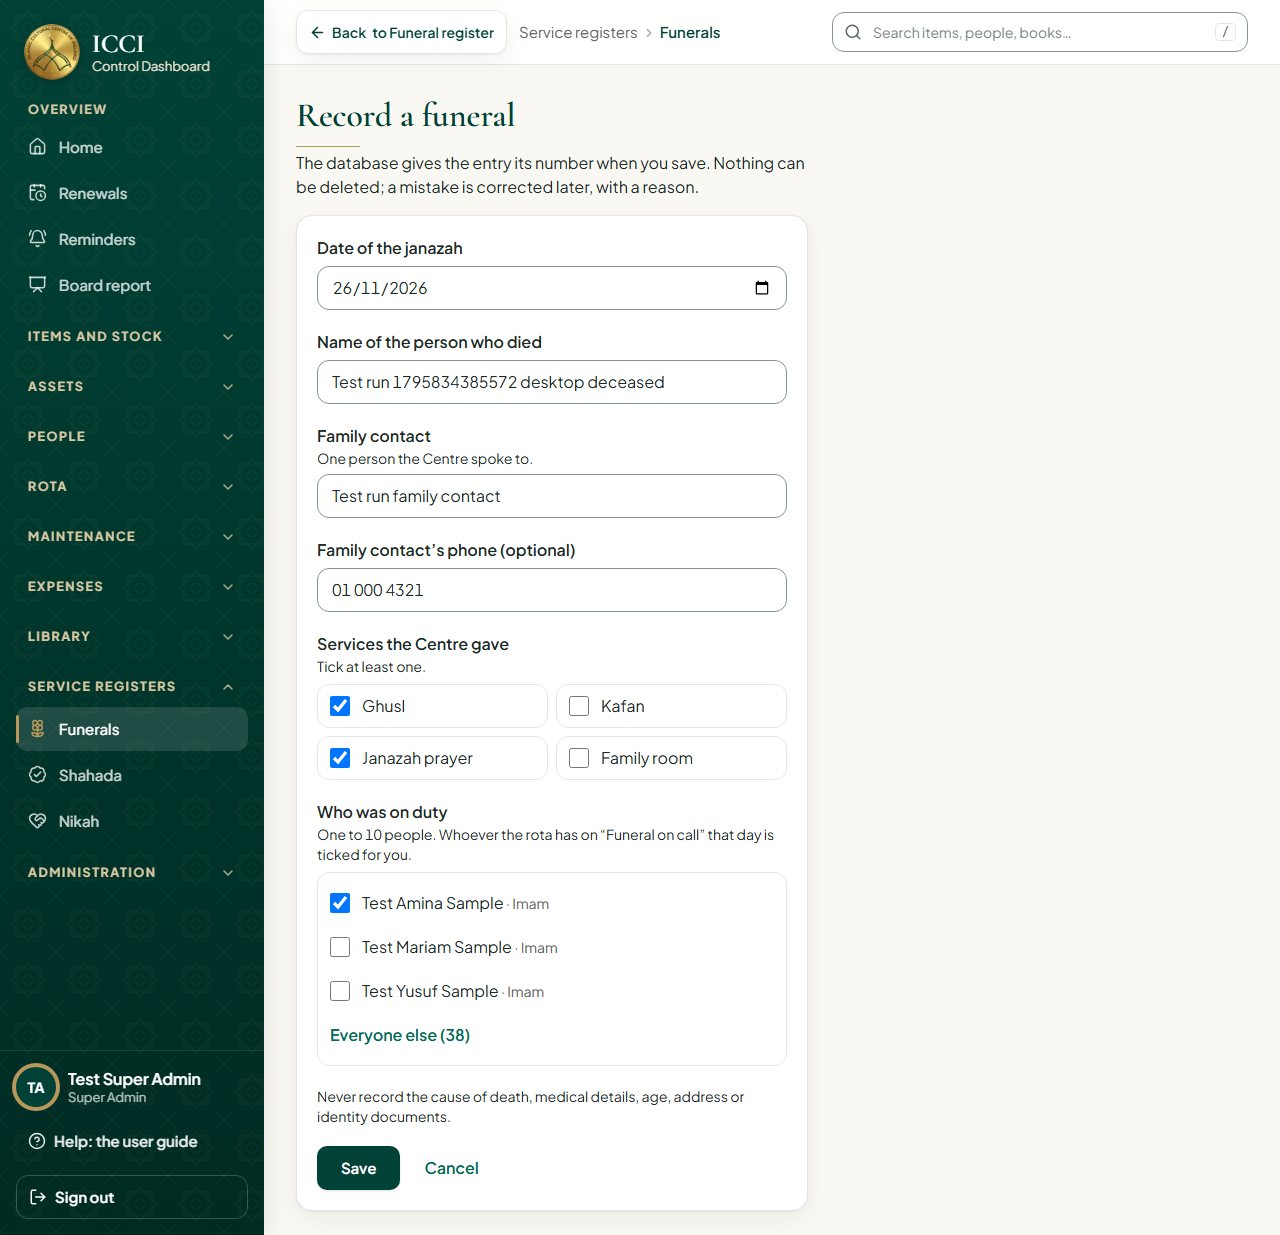 ICCI
Control Dashboard
OVERVIEW
Home
Renewals
Reminders
Board report
ITEMS AND STOCK
ASSETS
PEOPLE
ROTA
MAINTENANCE
EXPENSES
LIBRARY
SERVICE REGISTERS
Funerals
Shahada
Nikah
ADMINISTRATION
TA
Test Super Admin
Super Admin
Help: the user guide
Sign out
Back to Funeral register
Service registers › Funerals
Search items, people, books…
/
Record a funeral
The database gives the entry its number when you save. Nothing can
be deleted; a mistake is corrected later, with a reason.
Date of the janazah
26/11/2026
Name of the person who died
Test run 1795834385572 desktop deceased
Family contact
One person the Centre spoke to.
Test run family contact
Family contact’s phone (optional)
01 000 4321
Services the Centre gave
Tick at least one.
Ghusl
Kafan
Janazah prayer
Family room
Who was on duty
One to 10 people. Whoever the rota has on “Funeral on call” that day is
ticked for you.
Test Amina Sample · Imam
Test Mariam Sample · Imam
Test Yusuf Sample · Imam
Everyone else (38)
Never record the cause of death, medical details, age, address or
identity documents.
Save
Cancel